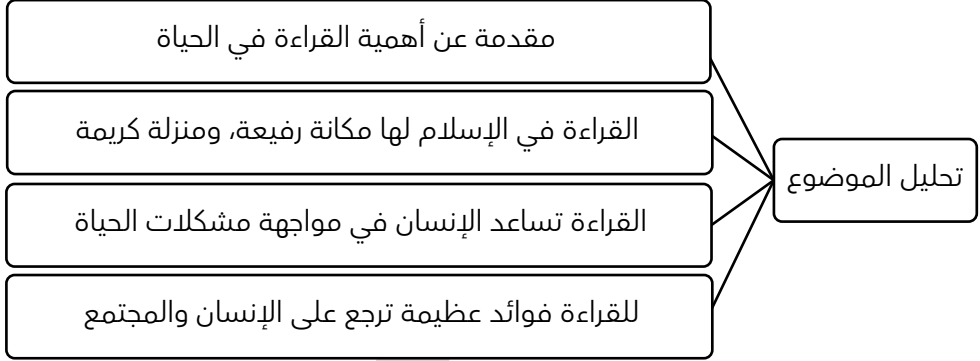 تحليل الموضوع
مقدمة عن أهمية القراءة في الحياة
القراءة في الإسلام لها مكانة رفيعة، ومنزلة كريمة
القراءة تساعد الإنسان في مواجهة مشكلات الحياة
للقراءة فوائد عظيمة ترجع على الإنسان والمجتمع